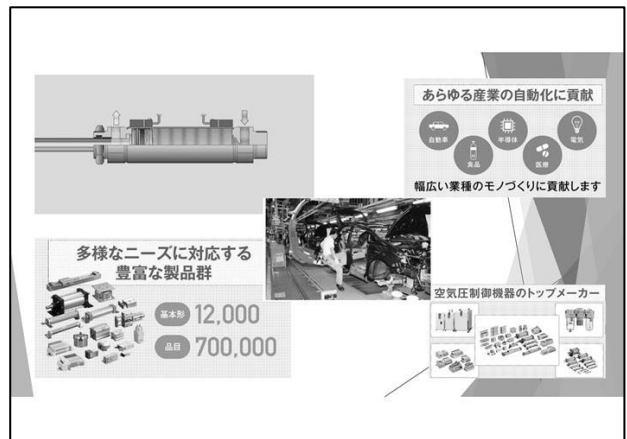 あらゆる産業の自動化に貢献
自動車
半導体
電気
食品
医療
幅広い業種のモノづくりに貢献します
多様なニーズに対応する
豊富な製品群
基本形 12,000
品目 700,000
空気圧制御機器のトップメーカー